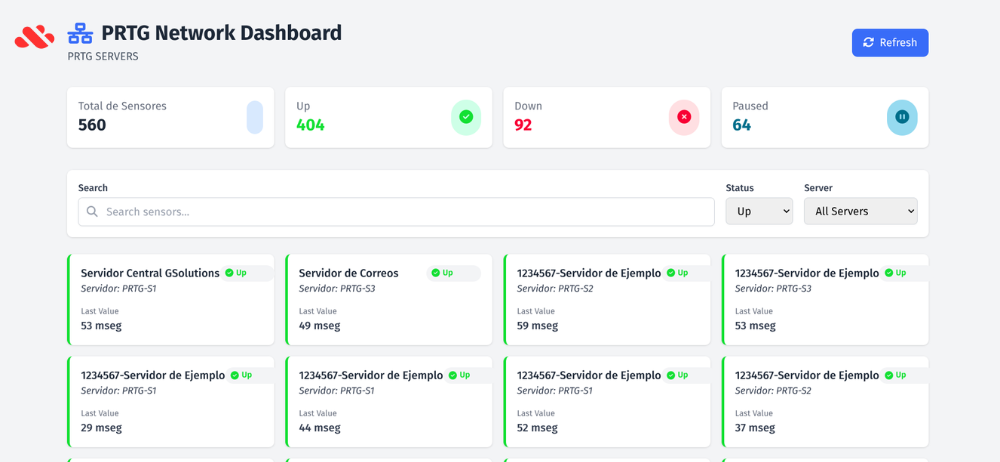 PRTG Network Dashboard
PRTG SERVERS
Refresh
Total de Sensores
560
Up
404
Down
92
Paused
64
Search
Search sensors...
Status
Up
Server
All Servers
Servidor Central GSolutions Up
Servidor: PRTG-S1
Last Value
53 mseg
Servidor de Correos Up
Servidor: PRTG-S3
Last Value
49 mseg
1234567-Servidor de Ejemplo Up
Servidor: PRTG-S2
Last Value
59 mseg
1234567-Servidor de Ejemplo Up
Servidor: PRTG-S3
Last Value
53 mseg
1234567-Servidor de Ejemplo Up
Servidor: PRTG-S1
Last Value
29 mseg
1234567-Servidor de Ejemplo Up
Servidor: PRTG-S1
Last Value
44 mseg
1234567-Servidor de Ejemplo Up
Servidor: PRTG-S1
Last Value
52 mseg
1234567-Servidor de Ejemplo Up
Servidor: PRTG-S2
Last Value
37 mseg